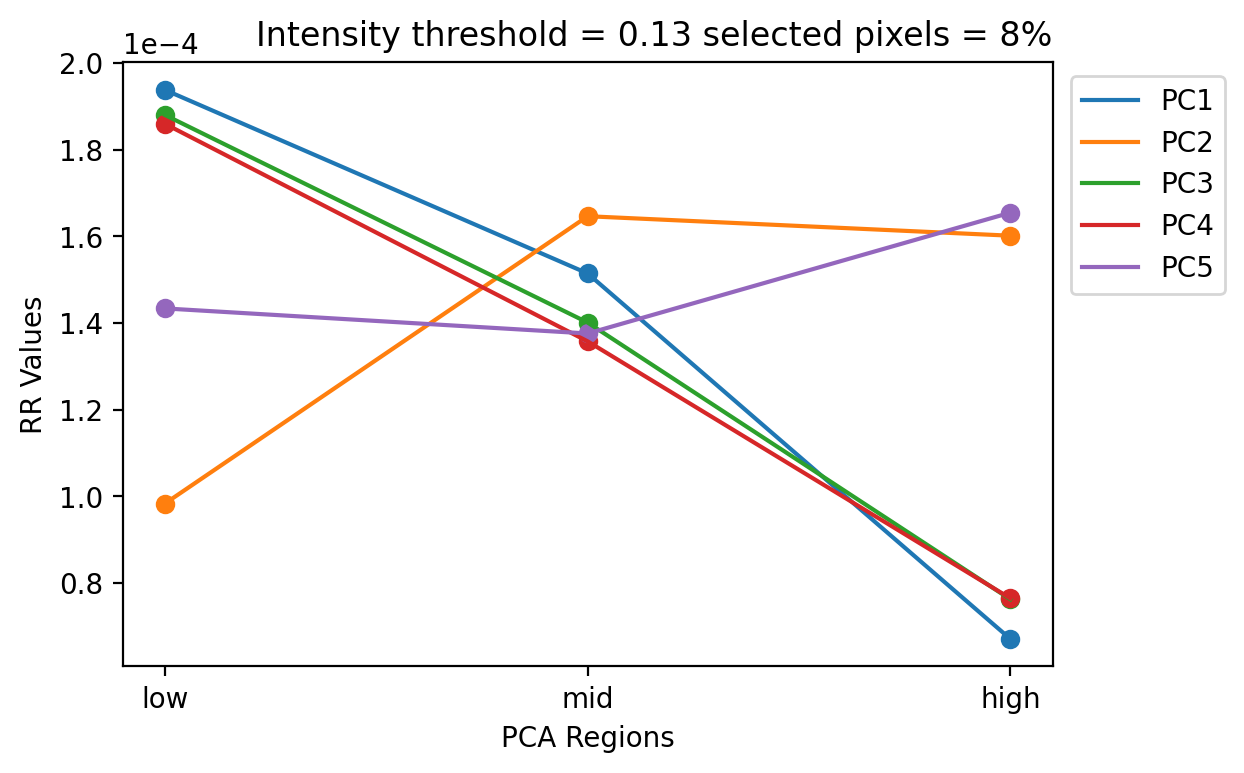 Intensity threshold = 0.13 selected pixels = 8%
1e−4
2.0
1.8
1.6
1.4
1.2
1.0
0.8
RR Values
low mid high
PCA Regions
PC1
PC2
PC3
PC4
PC5